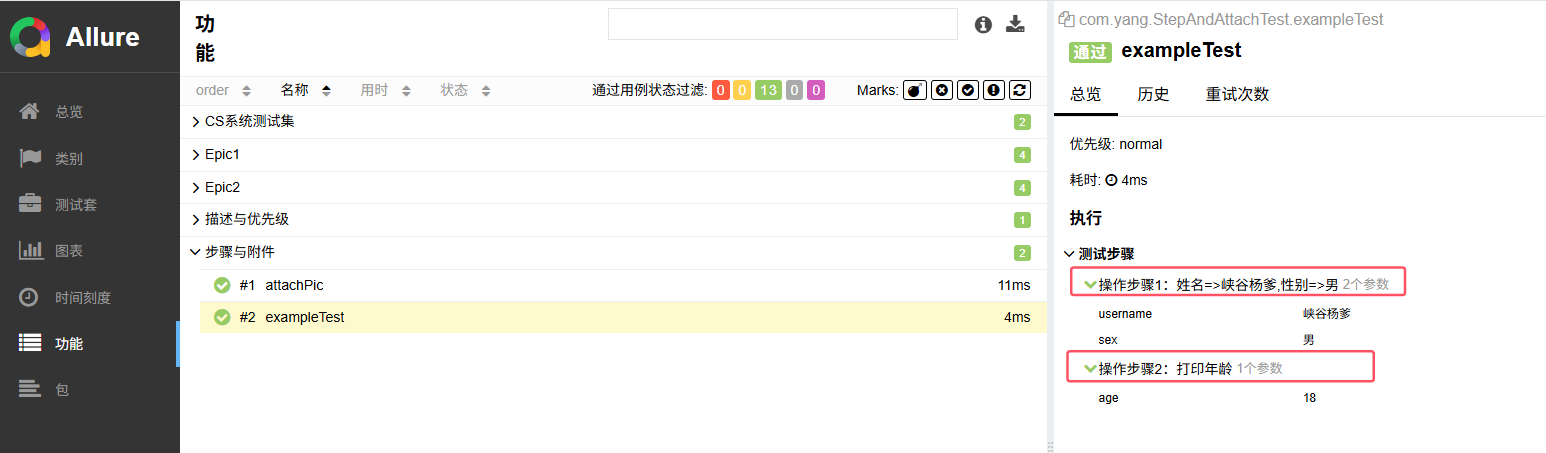 Allure
总览
类别
测试套
图表
时间刻度
功能
包
功
能
order 名称 用时 状态 通过用例状态过滤: 0 0 13 0 0 Marks:
CS系统测试集 2
Epic1 4
Epic2 4
描述与优先级 1
步骤与附件 2
#1 attachPic 11ms
#2 exampleTest 4ms
com.yang.StepAndAttachTest.exampleTest
通过 exampleTest
总览 历史 重试次数
优先级: normal
耗时: 4ms
执行
测试步骤
操作步骤1：姓名=>峡谷杨爹,性别=>男 2个参数
username 峡谷杨爹
sex 男
操作步骤2：打印年龄 1个参数
age 18